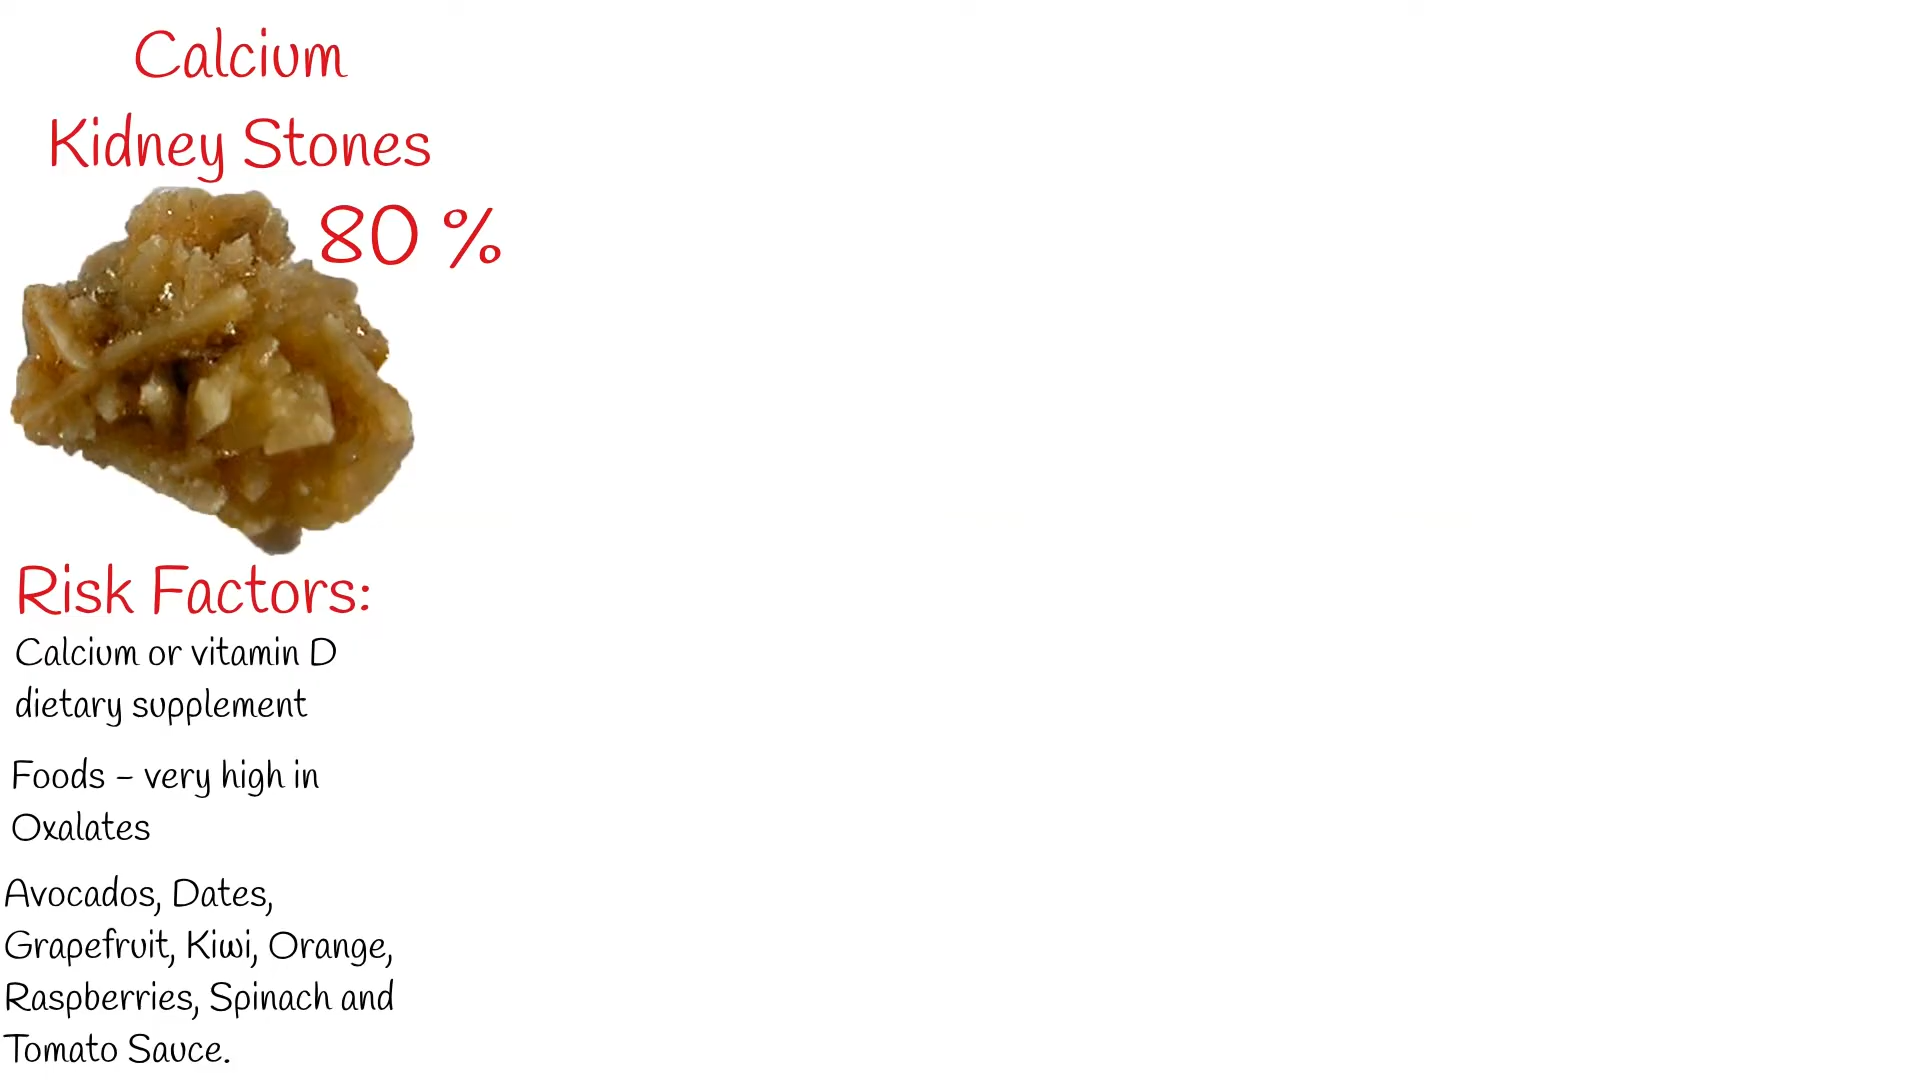 Calcium
Kidney Stones
80 %
Risk Factors:
Calcium or vitamin D
dietary supplement
Foods – very high in
Oxalates
Avocados, Dates,
Grapefruit, Kiwi, Orange,
Raspberries, Spinach and
Tomato Sauce.